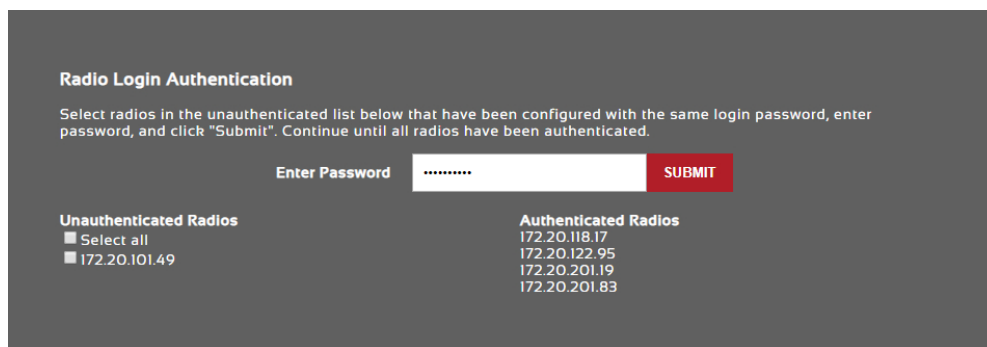 Radio Login Authentication
Select radios in the unauthenticated list below that have been configured with the same login password, enter
password, and click "Submit". Continue until all radios have been authenticated.
Enter Password •••••••••• SUBMIT
Unauthenticated Radios
Select all
172.20.101.49
Authenticated Radios
172.20.118.17
172.20.122.95
172.20.201.19
172.20.201.83